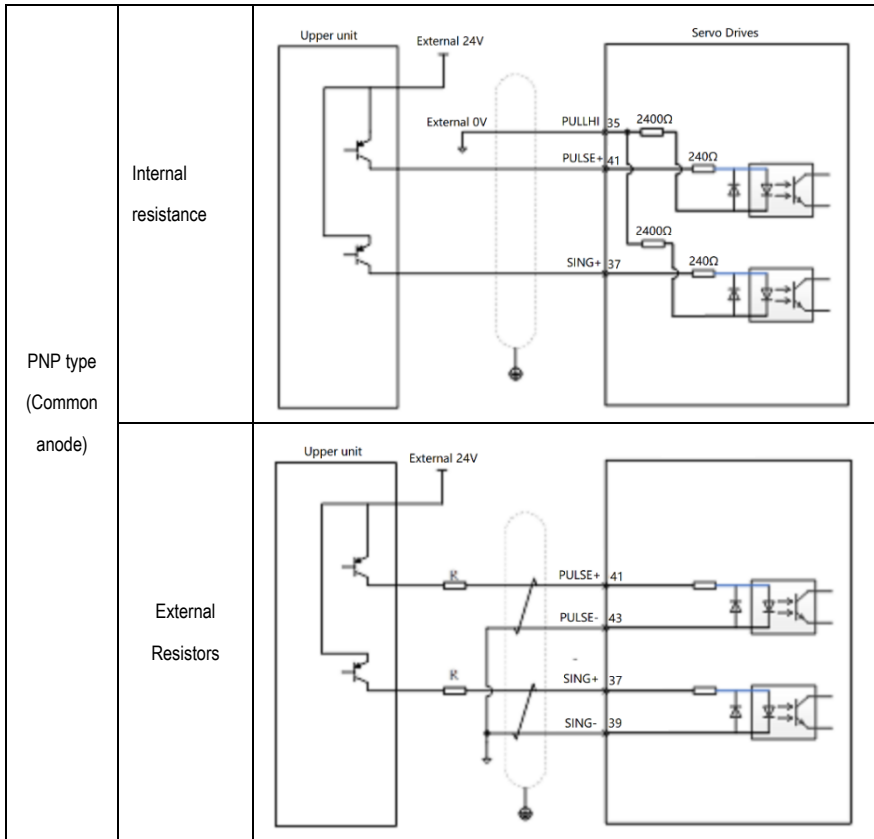 PNP type
(Common
anode)
Internal
resistance
Upper unit
External 24V
Servo Drives
External 0V
PULLHI 35
2400Ω
PULSE+ 41
240Ω
2400Ω
SING+ 37
240Ω
External
Resistors
Upper unit
External 24V
R
PULSE+ 41
PULSE- 43
R
SING+ 37
SING- 39